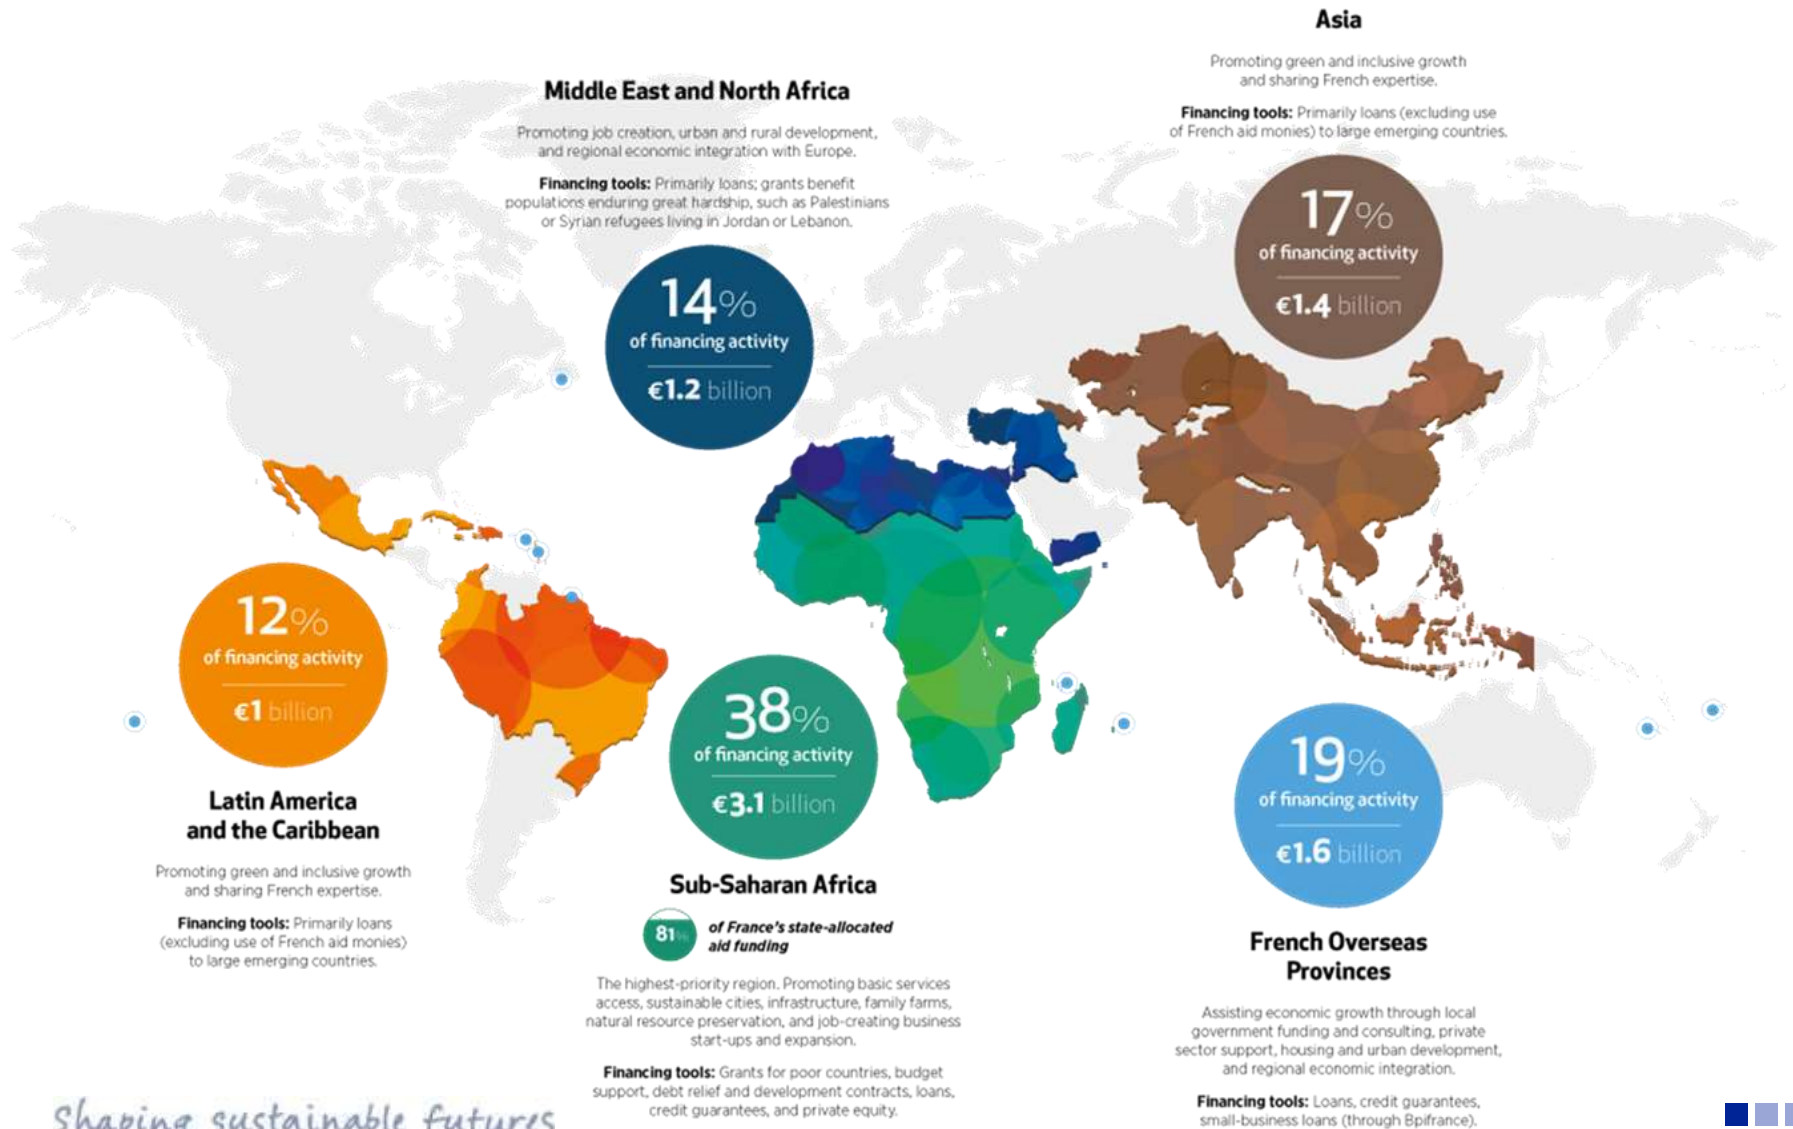 Asia
Promoting green and inclusive growth
and sharing French expertise.
Financing tools: Primarily loans (excluding use
of French aid monies) to large emerging countries.
17%
of financing activity
€1.4 billion
Middle East and North Africa
Promoting job creation, urban and rural development,
and regional economic integration with Europe.
Financing tools: Primarily loans; grants benefit
populations enduring great hardship, such as Palestinians
or Syrian refugees living in Jordan or Lebanon.
14%
of financing activity
€1.2 billion
12%
of financing activity
€1 billion
Latin America
and the Caribbean
Promoting green and inclusive growth
and sharing French expertise.
Financing tools: Primarily loans
(excluding use of French aid monies)
to large emerging countries.
38%
of financing activity
€3.1 billion
Sub-Saharan Africa
81%
of France's state-allocated
aid funding
The highest-priority region. Promoting basic services
access, sustainable cities, infrastructure, family farms,
natural resource preservation, and job-creating business
start-ups and expansion.
Financing tools: Grants for poor countries, budget
support, debt relief and development contracts, loans,
credit guarantees, and private equity.
19%
of financing activity
€1.6 billion
French Overseas
Provinces
Assisting economic growth through local
government funding and consulting, private
sector support, housing and urban development,
and regional economic integration.
Financing tools: Loans, credit guarantees,
small-business loans (through Bpifrance).
Shaping sustainable futures